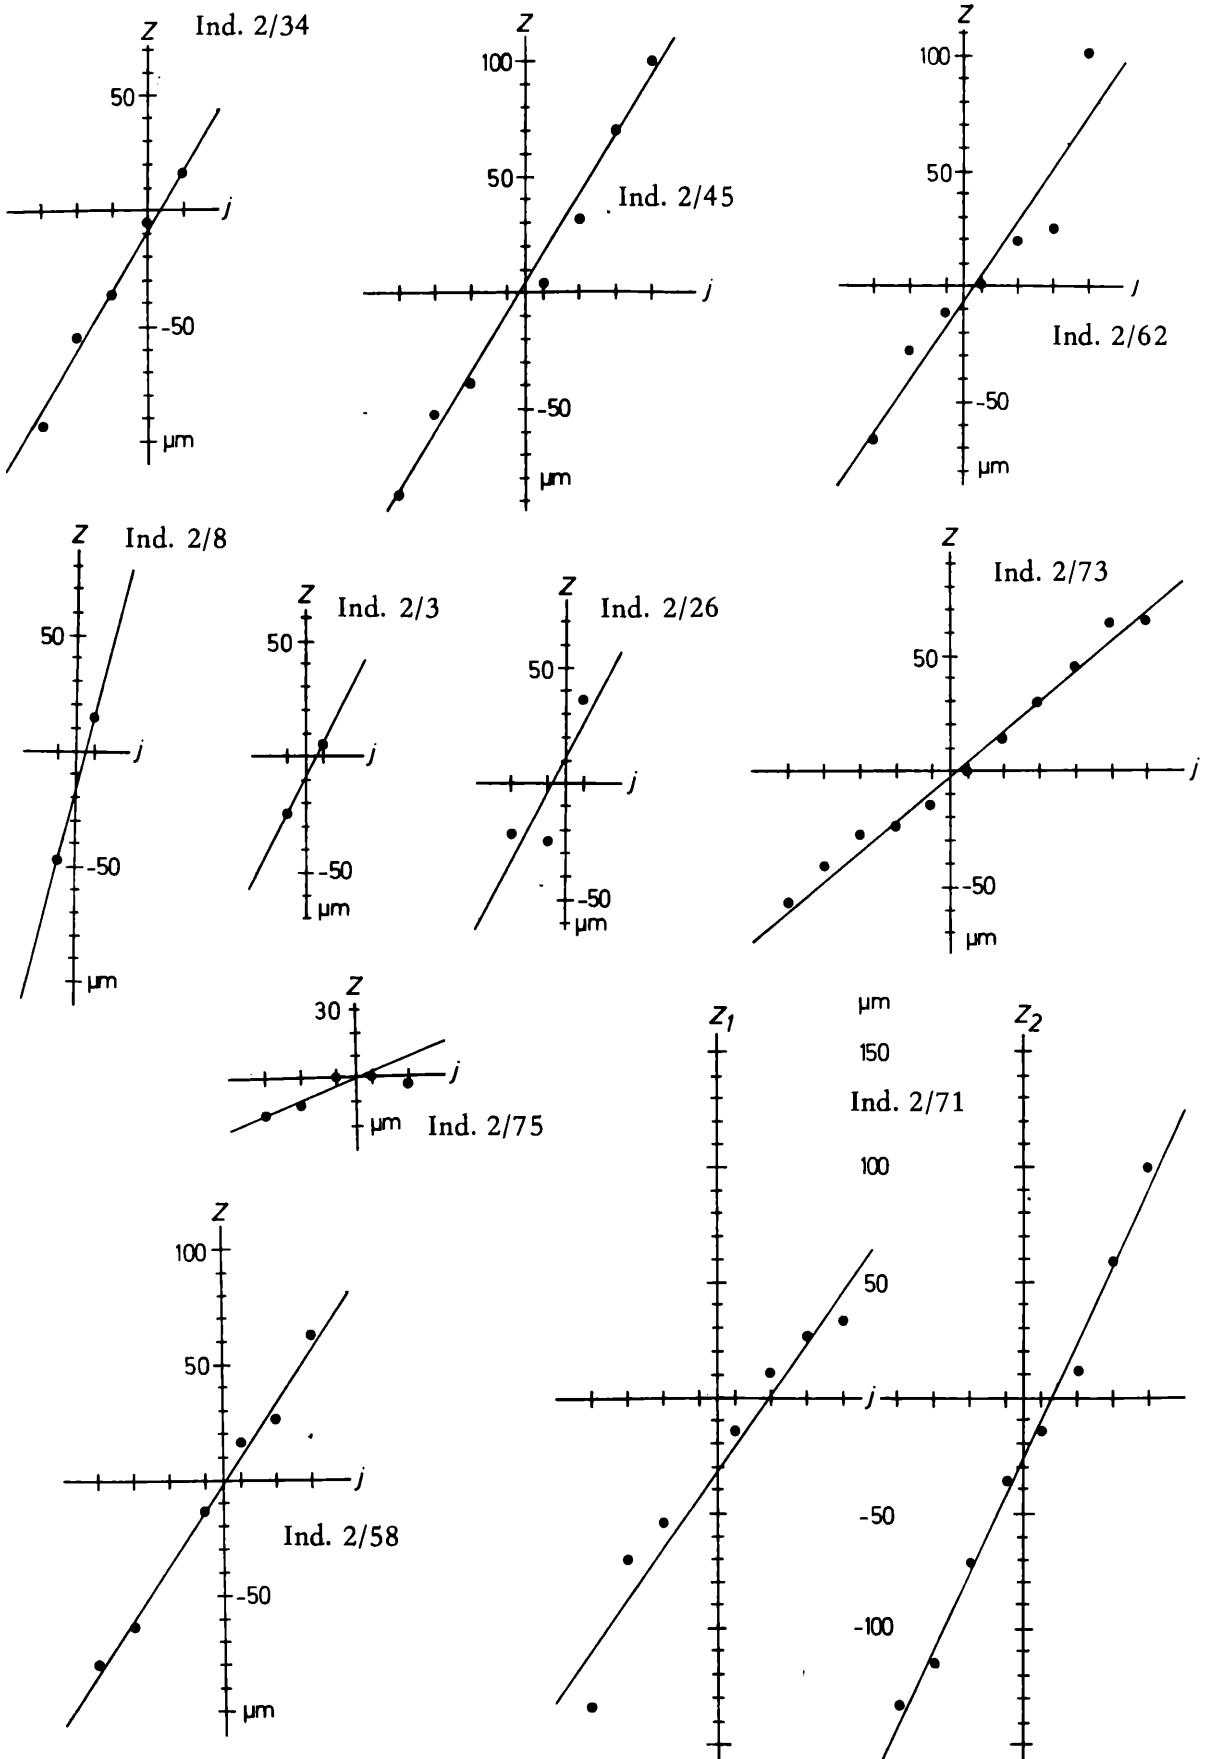 Z Ind. 2/34
50
j
-50
µm
Z
100
50
Ind. 2/45
j
-50
µm
Z
100
50
j
Ind. 2/62
-50
µm
Z Ind. 2/8
50
j
-50
µm
Z Ind. 2/3
50
j
-50
µm
Z Ind. 2/26
50
j
-50
µm
Z
Ind. 2/73
50
j
-50
µm
Z
30
j
µm Ind. 2/75
Z1 µm Z2
150
Ind. 2/71
100
50
j
-50
-100
Z
100
50
j
Ind. 2/58
-50
µm